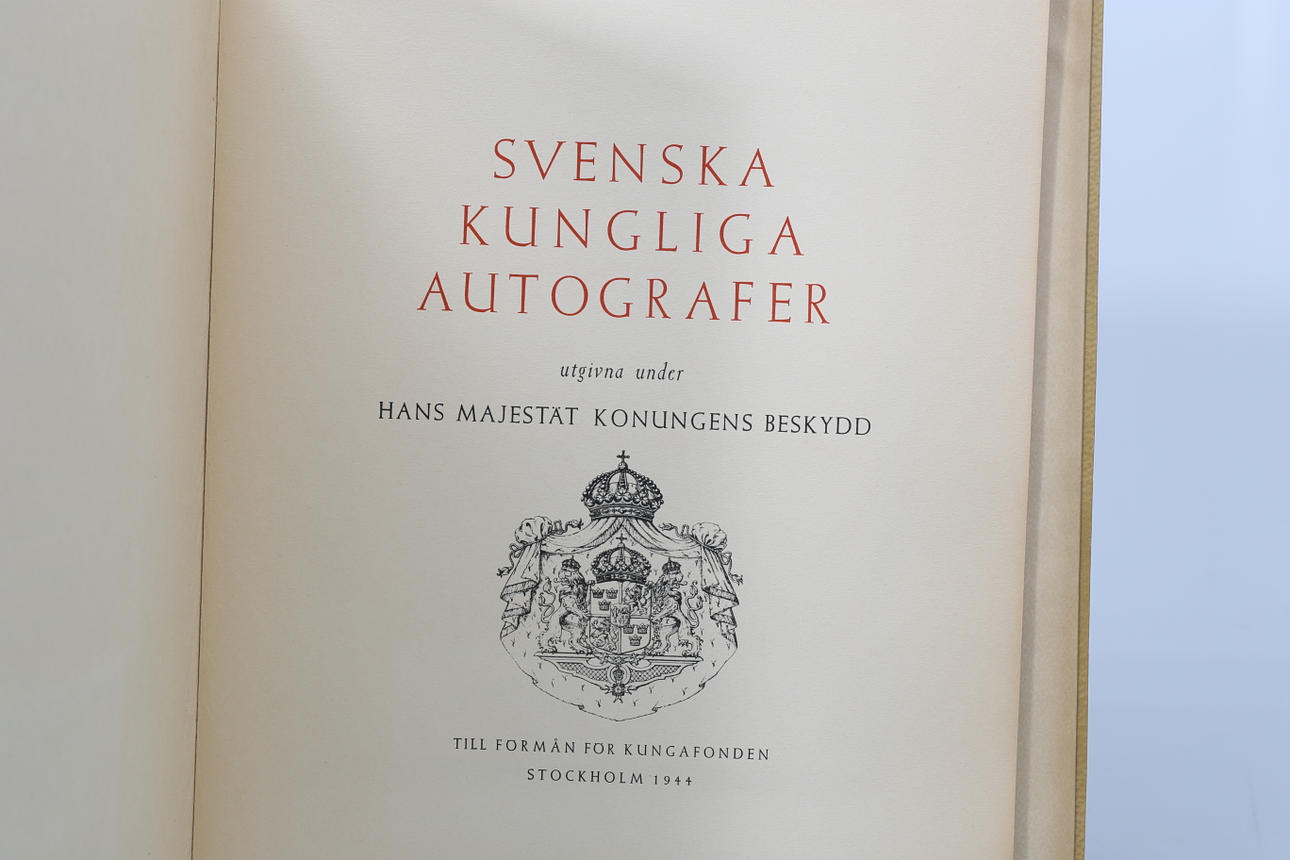 SVENSKA
KUNGLIGA
AUTOGRAFER
utgivna under
HANS MAJESTÄT KONUNGENS BESKYDD
TILL FÖRMÅN FÖR KUNGAFONDEN
STOCKHOLM 1944